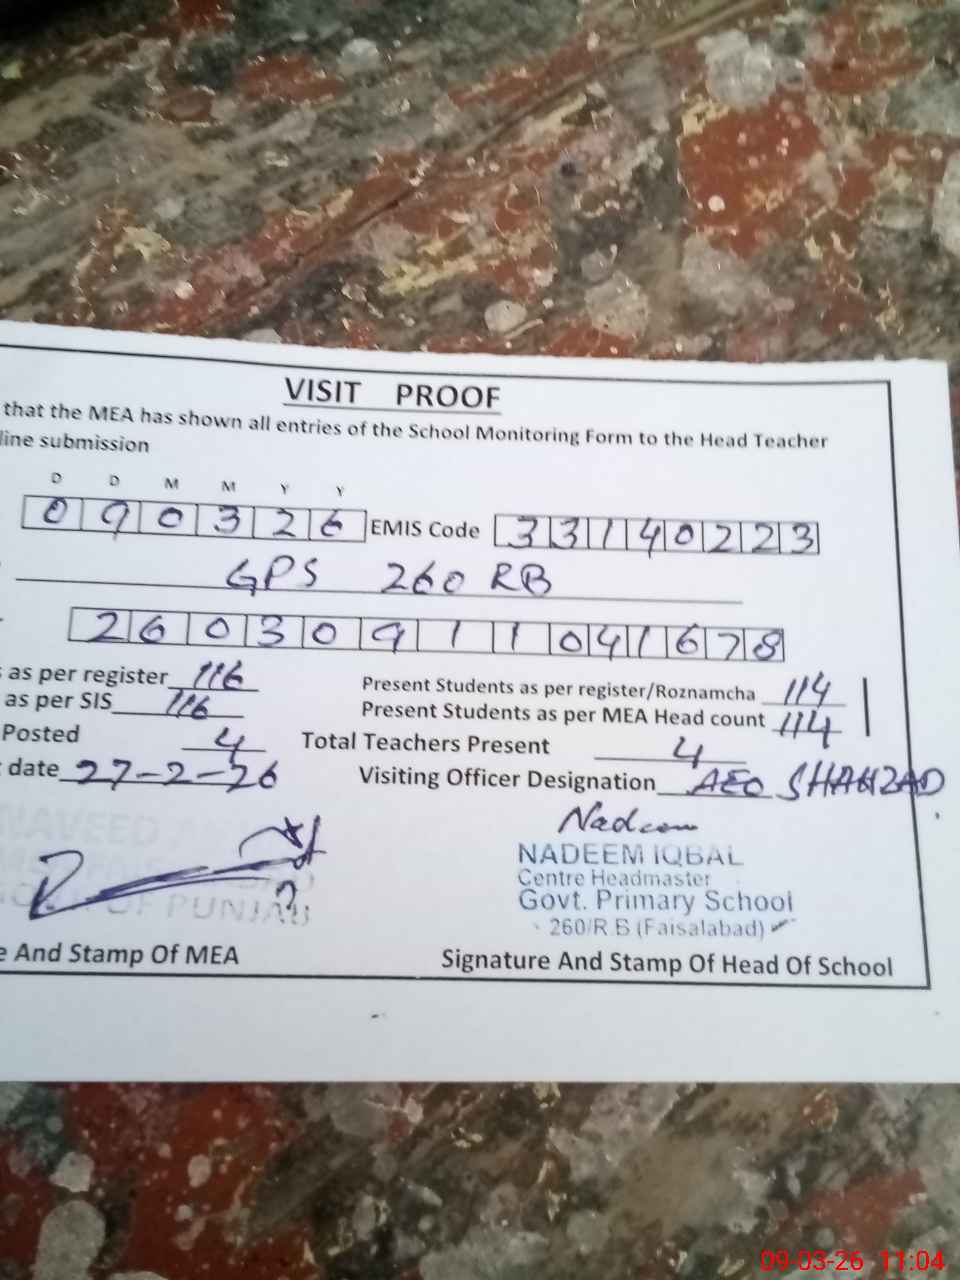 VISIT PROOF
that the MEA has shown all entries of the School Monitoring Form to the Head Teacher
line submission
D D M M Y Y
0 9 0 3 2 6 EMIS Code 3 3 1 4 0 2 2 3
GPS 260 RB
2 6 0 3 0 9 1 1 0 4 1 6 7 8
as per register 116 Present Students as per register/Roznamcha 114
as per SIS 116 Present Students as per MEA Head count 114
Posted 4 Total Teachers Present 4
date 27-2-26 Visiting Officer Designation AEO SHAHZAD
Nadeem
NAVEED
NADEEM IQBAL
Centre Headmaster
OF PUNJAB
Govt. Primary School
260/R.B (Faisalabad)
And Stamp Of MEA Signature And Stamp Of Head Of School
09-03-26 11:04